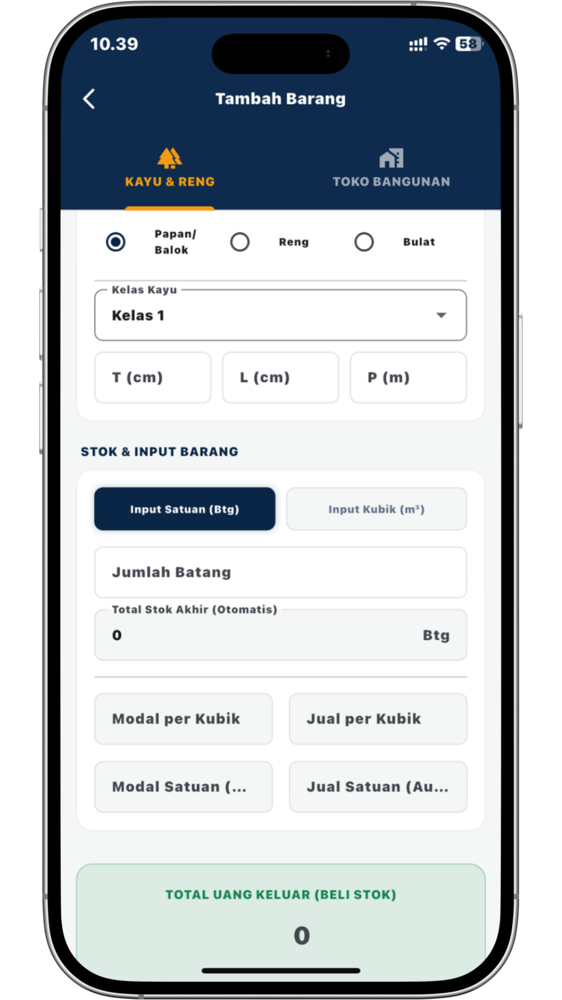 10.39
58
Tambah Barang
KAYU & RENG
TOKO BANGUNAN
Papan/
Balok
Reng
Bulat
Kelas Kayu
Kelas 1
T (cm)
L (cm)
P (m)
STOK & INPUT BARANG
Input Satuan (Btg)
Input Kubik (m³)
Jumlah Batang
Total Stok Akhir (Otomatis)
0
Btg
Modal per Kubik
Jual per Kubik
Modal Satuan (...
Jual Satuan (Au...
TOTAL UANG KELUAR (BELI STOK)
0